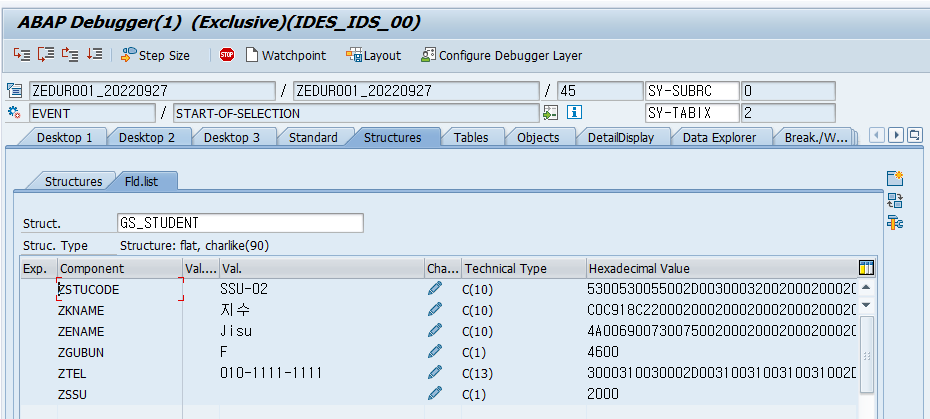 ABAP Debugger(1) (Exclusive)(IDES_IDS_00)
Step Size Watchpoint Layout Configure Debugger Layer
ZEDUR001_20220927 / ZEDUR001_20220927 / 45 SY-SUBRC 0
EVENT / START-OF-SELECTION SY-TABIX 2
Desktop 1 Desktop 2 Desktop 3 Standard Structures Tables Objects DetailDisplay Data Explorer Break./W...
Structures Fld.list
Struct. GS_STUDENT
Struc. Type Structure: flat, charlike(90)
Exp. Component Val.... Val. Cha... Technical Type Hexadecimal Value
ZSTUCODE SSU-02 C(10) 5300530055002D003000320020002000200020
ZKNAME 지수 C(10) C0C918C2200020002000200020002000200020
ZENAME Jisu C(10) 4A006900730075002000200020002000200020
ZGUBUN F C(1) 4600
ZTEL 010-1111-1111 C(13) 3000310030002D00310031003100310031002D
ZSSU C(1) 2000